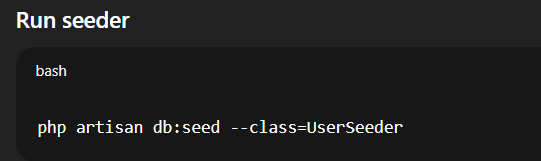 Run seeder
bash
php artisan db:seed --class=UserSeeder